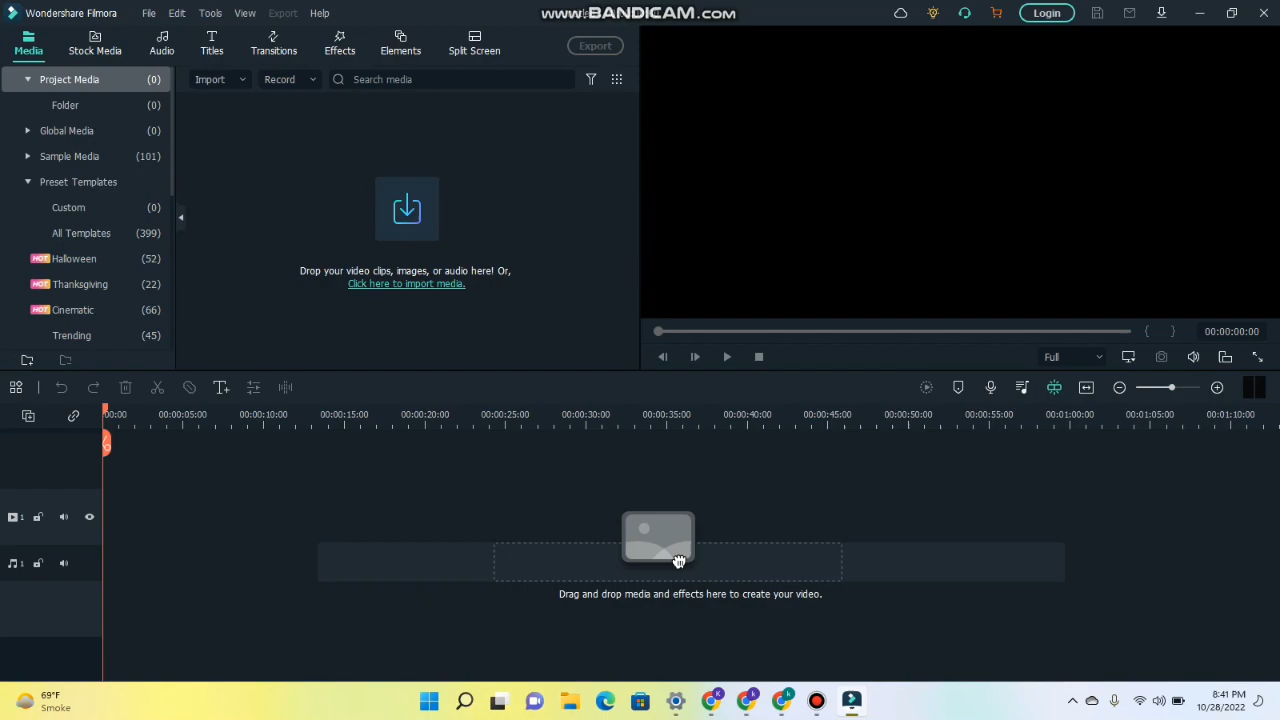 Wondershare Filmora
File
Edit
Tools
View
Export
Help
www.BANDICAM.com
Login
Media
Stock Media
Audio
Titles
Transitions
Effects
Elements
Split Screen
Export
Project Media (0)
Folder (0)
Global Media (0)
Sample Media (101)
Preset Templates
Custom (0)
All Templates (399)
HOT Halloween (52)
HOT Thanksgiving (22)
HOT Cinematic (66)
Trending (45)
Import
Record
Search media
Drop your video clips, images, or audio here! Or,
Click here to import media.
00:00:00:00
Full
00:00
00:00:05:00
00:00:10:00
00:00:15:00
00:00:20:00
00:00:25:00
00:00:30:00
00:00:35:00
00:00:40:00
00:00:45:00
00:00:50:00
00:00:55:00
00:01:00:00
00:01:05:00
00:01:10:00
1
1
Drag and drop media and effects here to create your video.
69°F
Smoke
K
k
k
8:41 PM
10/28/2022